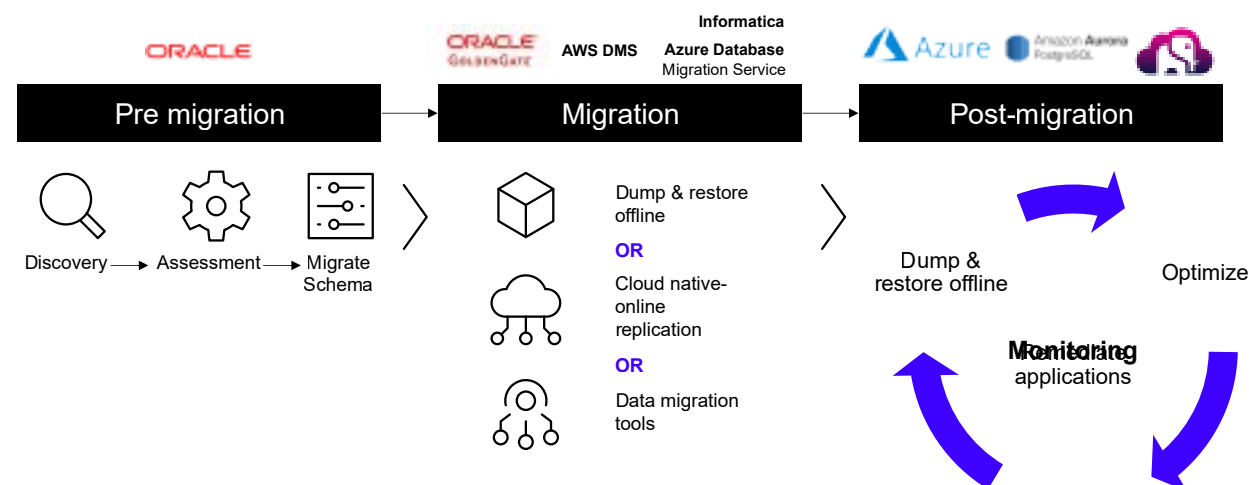 ORACLE
ORACLE
GOLDENGATE
AWS DMS
Informatica
Azure Database
Migration Service
Azure
Amazon Aurora
PostgreSQL
Pre migration
Migration
Post-migration
Discovery
Assessment
Migrate
Schema
Dump & restore
offline
OR
Cloud native-
online
replication
OR
Data migration
tools
Dump &
restore offline
Optimize
Monitoring
Remediate
applications